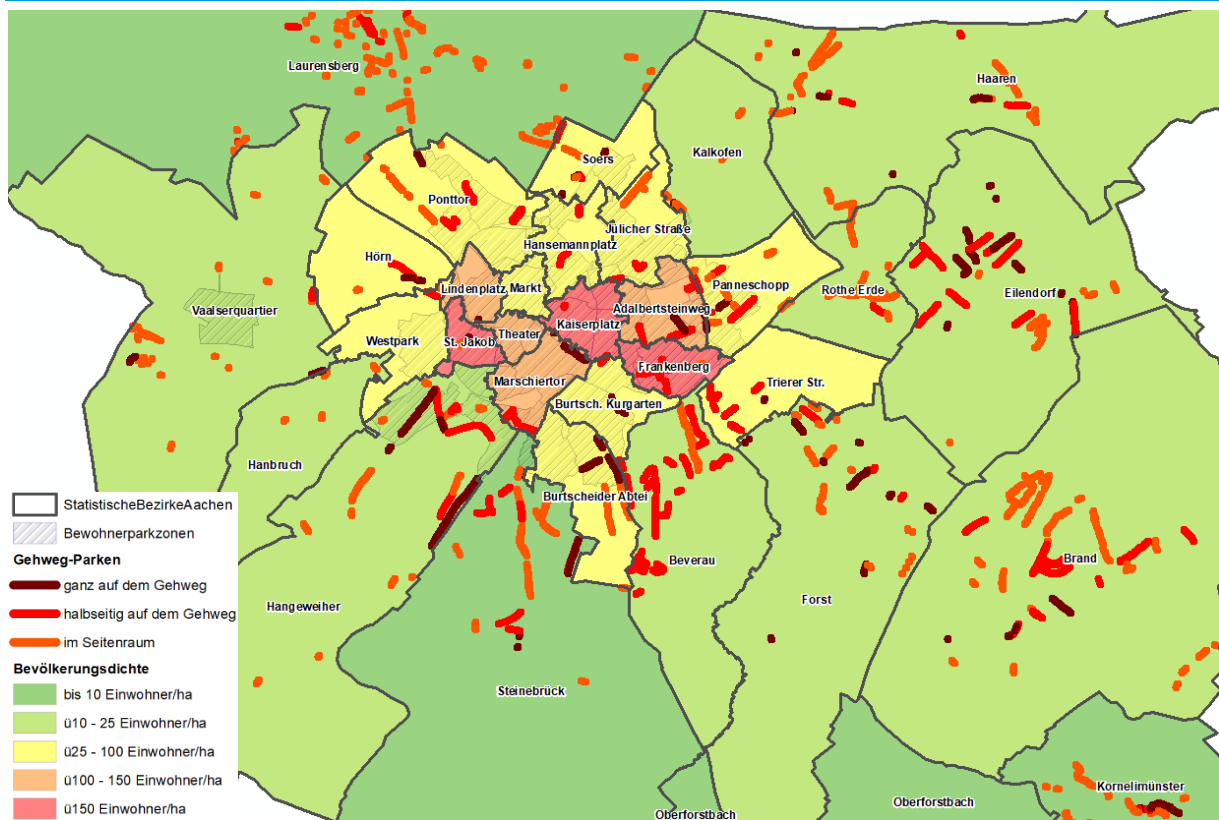 Laurensberg
Haaren
Soers
Kalkofen
Ponttor
Jülicher Straße
Hansemannplatz
Hörn
Lindenplatz
Markt
Panneschopp
Rothe Erde
Eilendorf
Vaalserquartier
Adalbertsteinweg
Kaiserplatz
Theater
Westpark
St. Jakob
Frankenberg
Marschiertor
Trierer Str.
Burtsch. Kurgarten
Hanbruch
Burtscheider Abtei
Beverau
Brand
Forst
Hangeweiher
Steinebrück
Kornelimünster
Oberforstbach
Oberforstbach
StatistischeBezirkeAachen
Bewohnerparkzonen
Gehweg-Parken
ganz auf dem Gehweg
halbseitig auf dem Gehweg
im Seitenraum
Bevölkerungsdichte
bis 10 Einwohner/ha
ü10 - 25 Einwohner/ha
ü25 - 100 Einwohner/ha
ü100 - 150 Einwohner/ha
ü150 Einwohner/ha